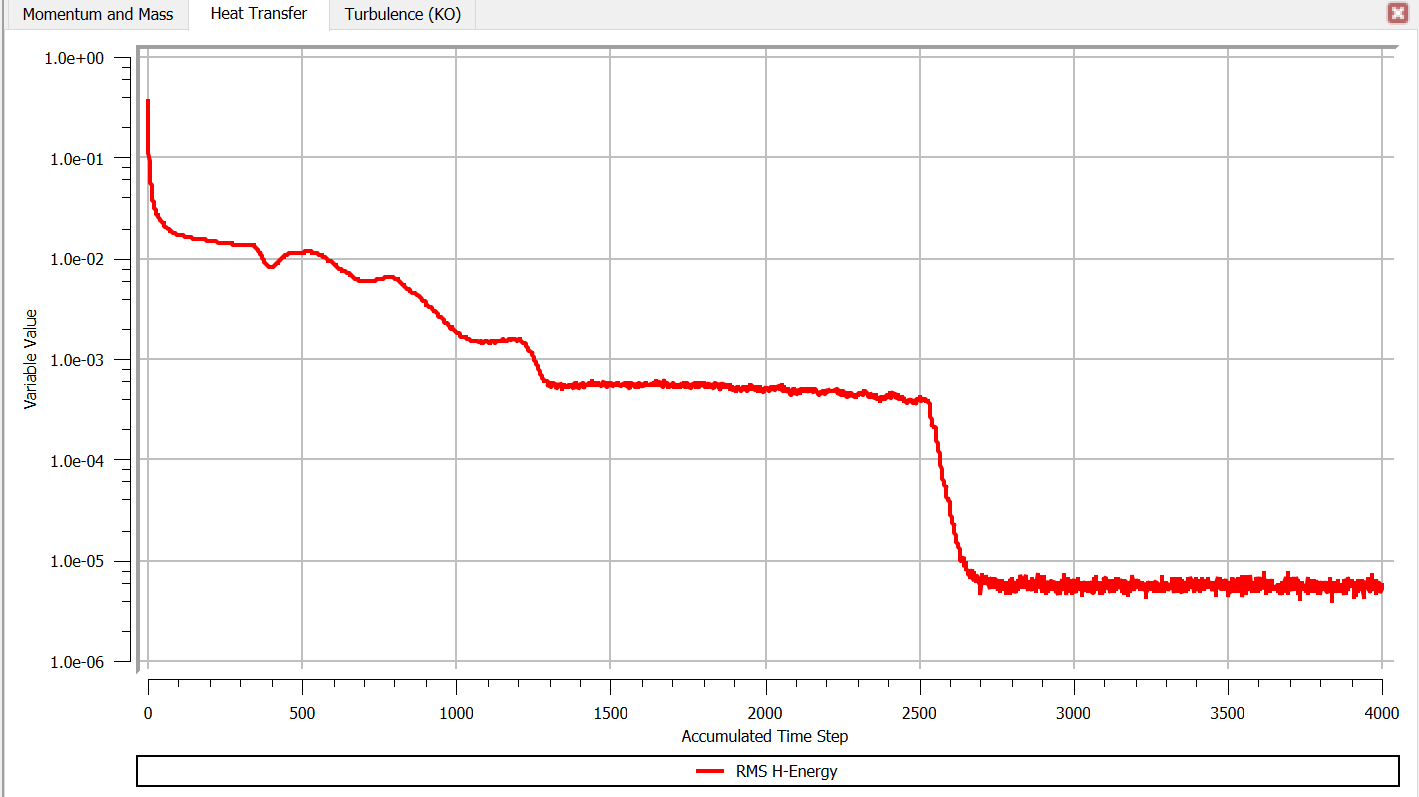 Momentum and Mass Heat Transfer Turbulence (KO)
1.0e+00
1.0e-01
1.0e-02
1.0e-03
1.0e-04
1.0e-05
1.0e-06
Variable Value
0 500 1000 1500 2000 2500 3000 3500 4000
Accumulated Time Step
RMS H-Energy